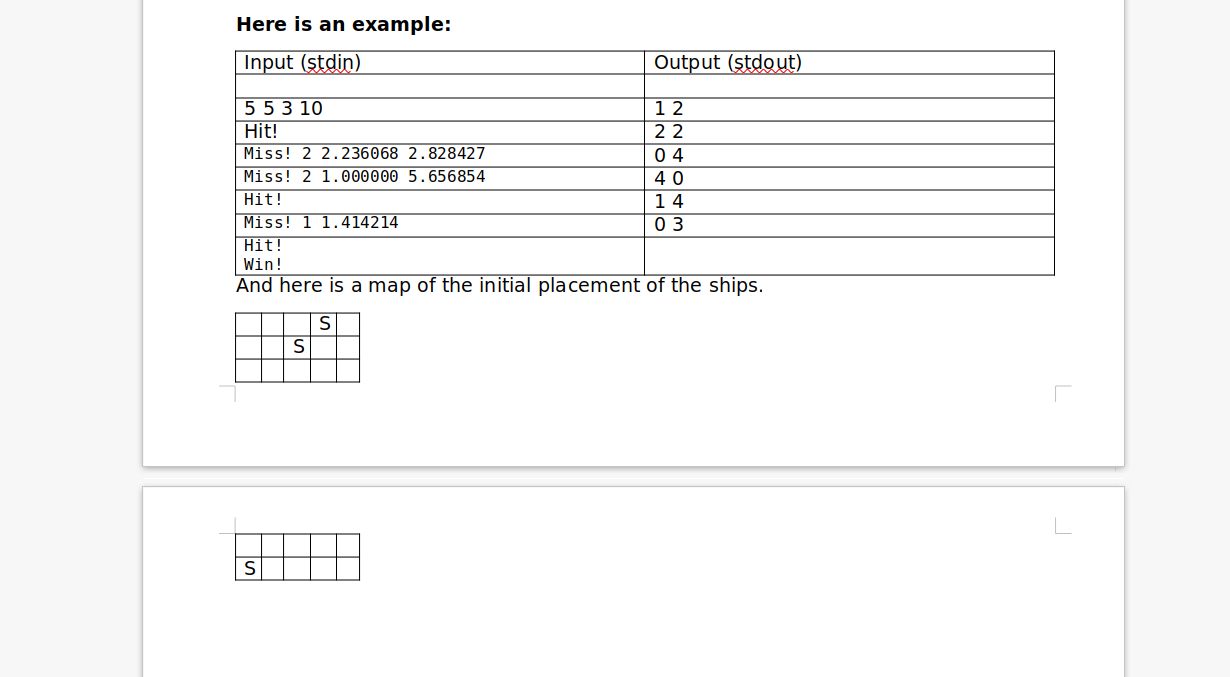 Here is an example:
Input (stdin) Output (stdout)
5 5 3 10 1 2
Hit! 2 2
Miss! 2 2.236068 2.828427 0 4
Miss! 2 1.000000 5.656854 4 0
Hit! 1 4
Miss! 1 1.414214 0 3
Hit!
Win!
And here is a map of the initial placement of the ships.
S
S
S